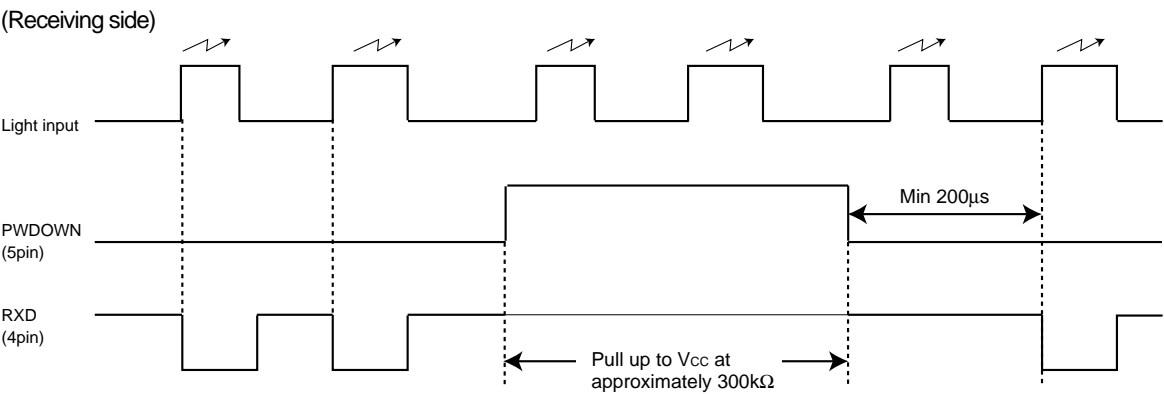 (Receiving side)
Light input
Min 200µs
PWDOWN
(5pin)
RXD
(4pin)
Pull up to Vcc at
approximately 300kΩ